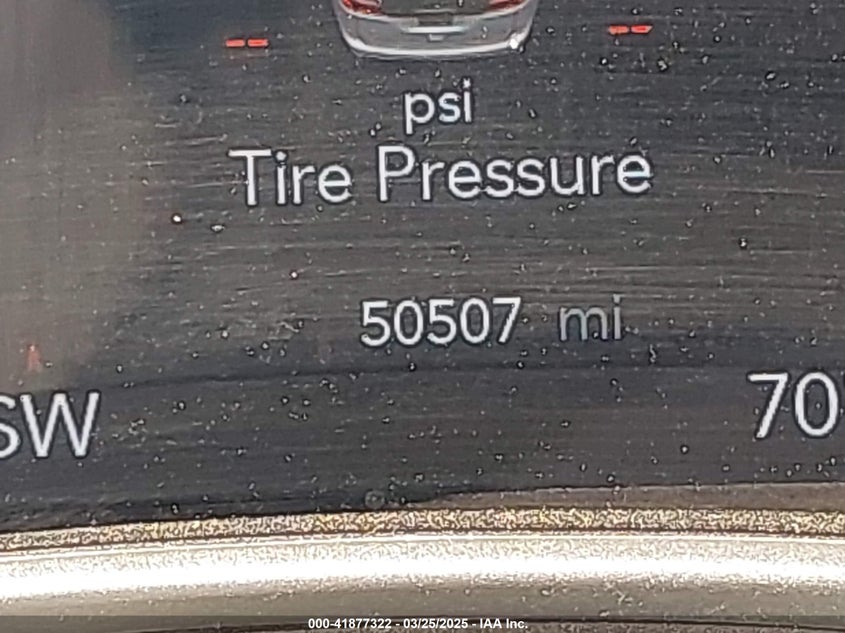 -- --
psi
Tire Pressure
50507 mi
SW 70
000-41877322 - 03/25/2025 - IAA Inc.